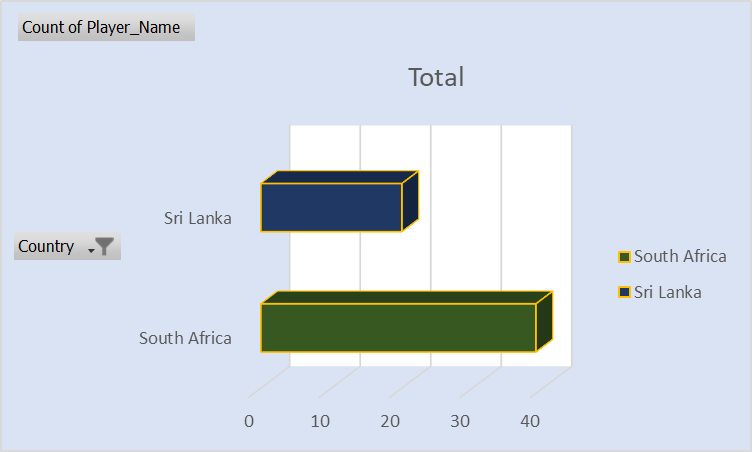 Count of Player_Name
Total
Sri Lanka
Country
South Africa
South Africa
Sri Lanka
0 10 20 30 40